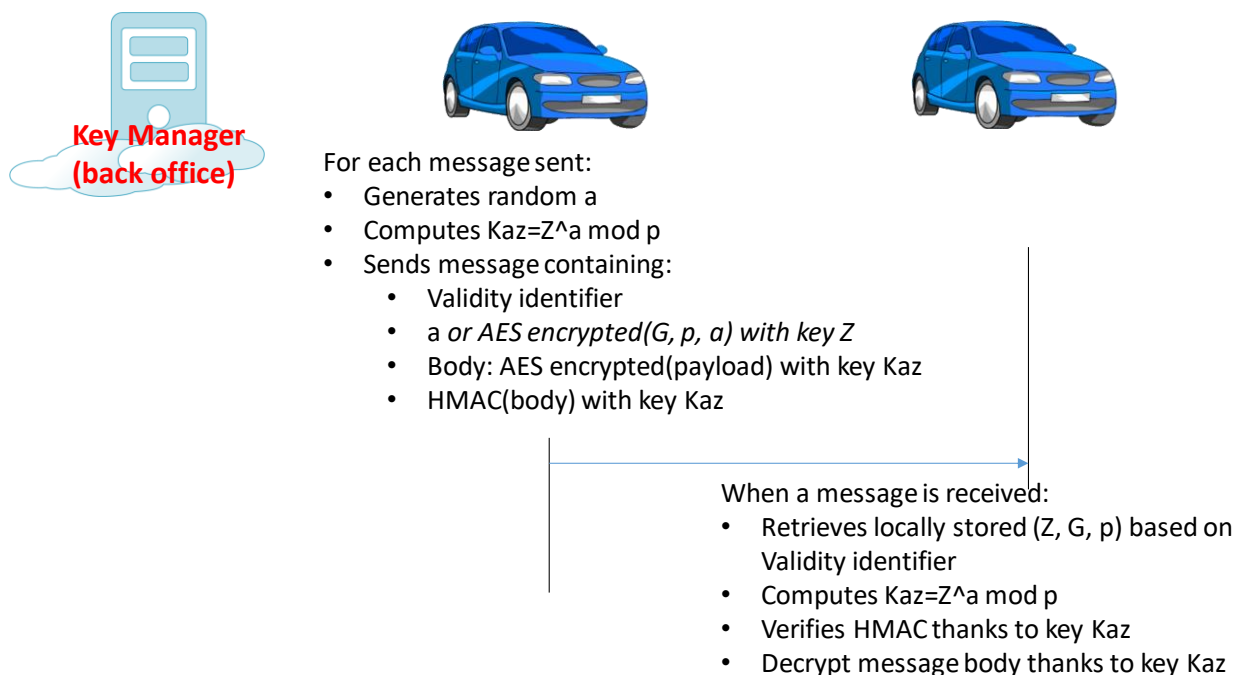 Key Manager
(back office)
For each message sent:
• Generates random a
• Computes Kaz=Z^a mod p
• Sends message containing:
• Validity identifier
• a or AES encrypted(G, p, a) with key Z
• Body: AES encrypted(payload) with key Kaz
• HMAC(body) with key Kaz
When a message is received:
• Retrieves locally stored (Z, G, p) based on
Validity identifier
• Computes Kaz=Z^a mod p
• Verifies HMAC thanks to key Kaz
• Decrypt message body thanks to key Kaz